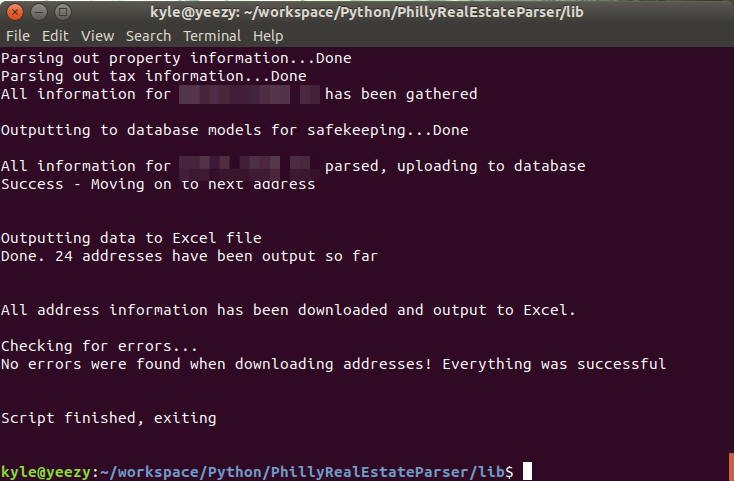 kyle@yeezy: ~/workspace/Python/PhillyRealEstateParser/lib
File Edit View Search Terminal Help
Parsing out property information...Done
Parsing out tax information...Done
All information for has been gathered
Outputting to database models for safekeeping...Done
All information for parsed, uploading to database
Success - Moving on to next address
Outputting data to Excel file
Done. 24 addresses have been output so far
All address information has been downloaded and output to Excel.
Checking for errors...
No errors were found when downloading addresses! Everything was successful
Script finished, exiting
kyle@yeezy:~/workspace/Python/PhillyRealEstateParser/lib$